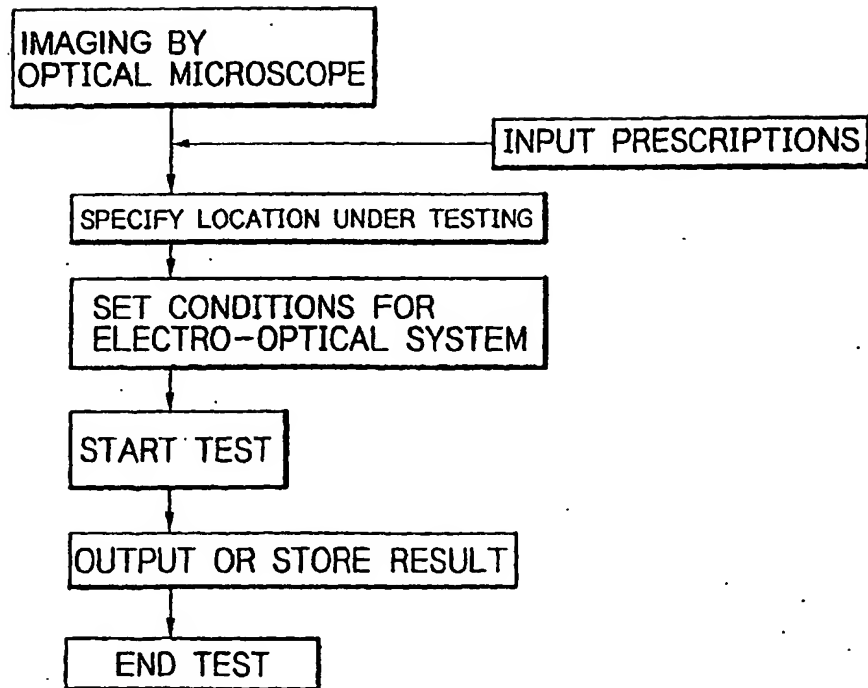 IMAGING BY
OPTICAL MICROSCOPE
INPUT PRESCRIPTIONS
SPECIFY LOCATION UNDER TESTING
SET CONDITIONS FOR
ELECTRO-OPTICAL SYSTEM
START TEST
OUTPUT OR STORE RESULT
END TEST